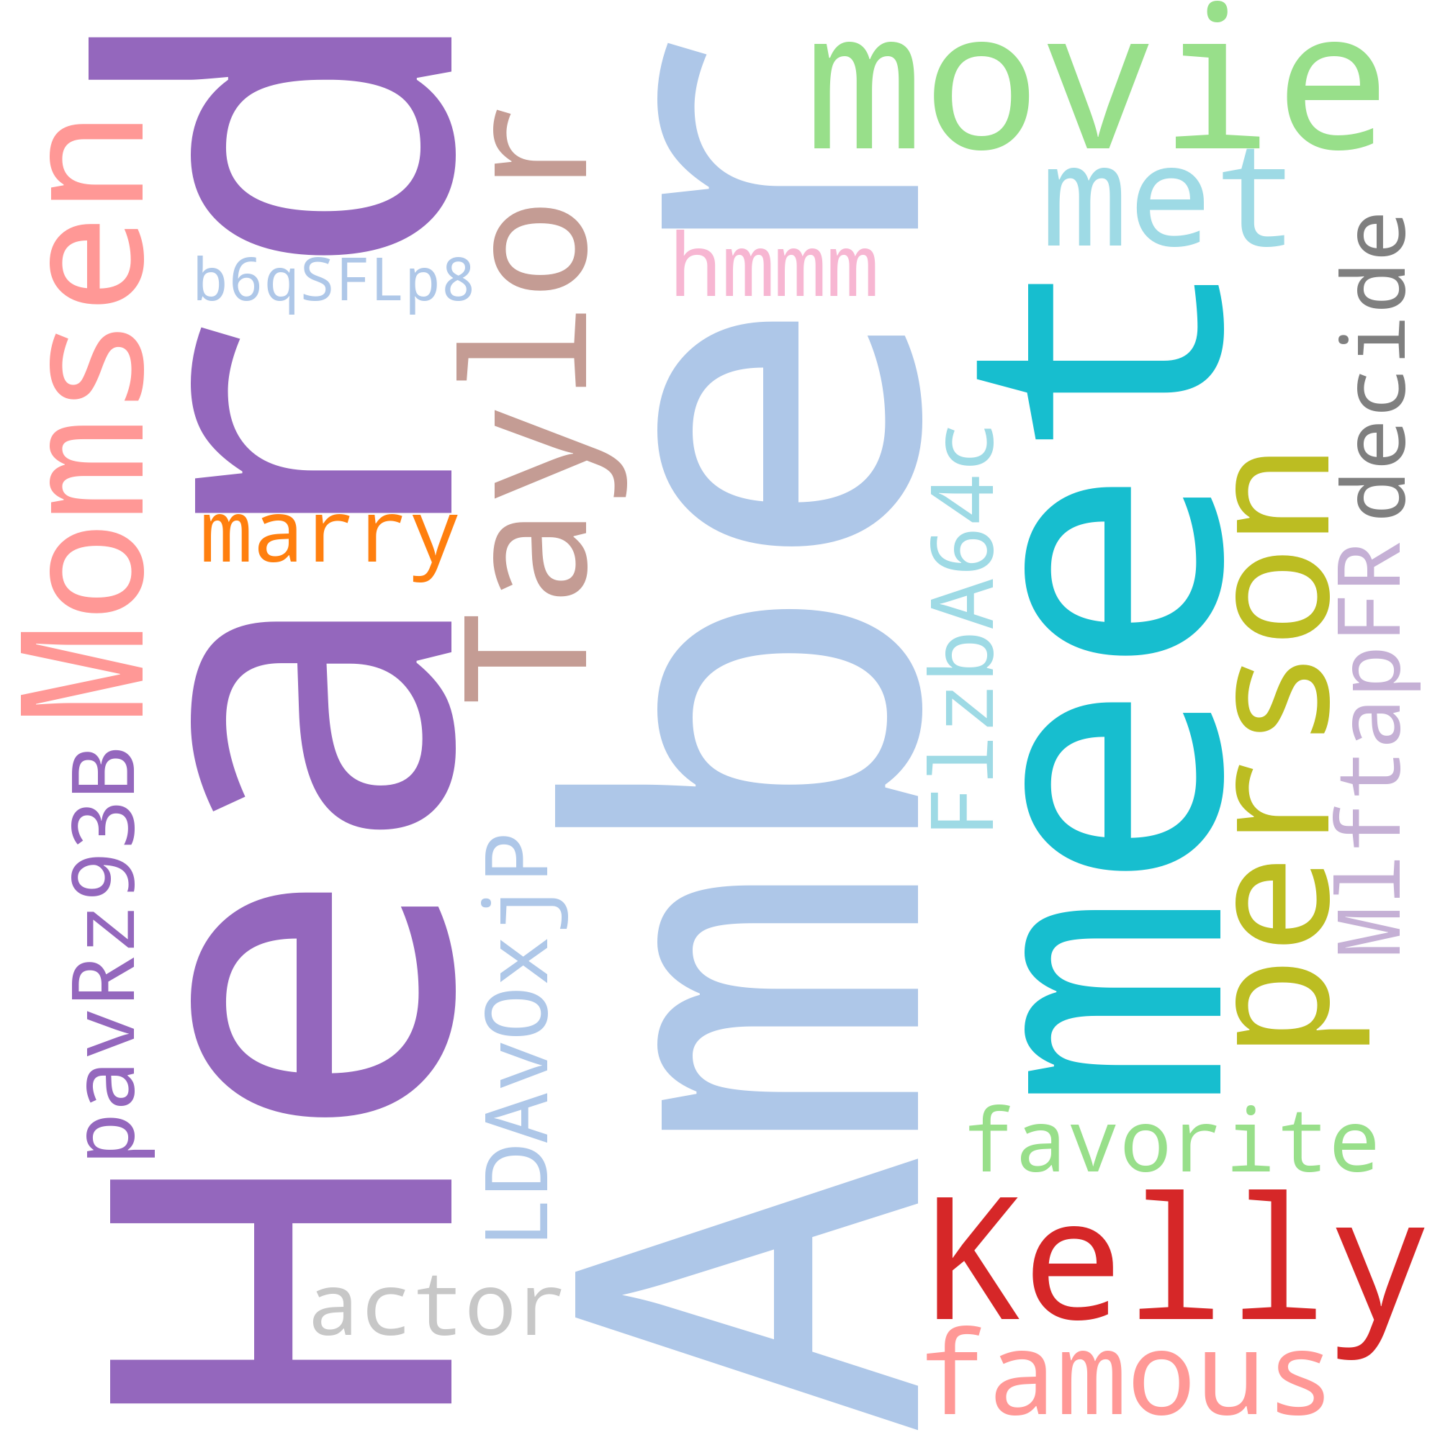 movie
met
Momsen
Heard
b6qSFLp8
Taylor
hmmm
Amber
marry
meet
decide
FlzbA64c
person
MlftapFR
pavRz93B
LDAv0xjP
favorite
Kelly
actor
famous